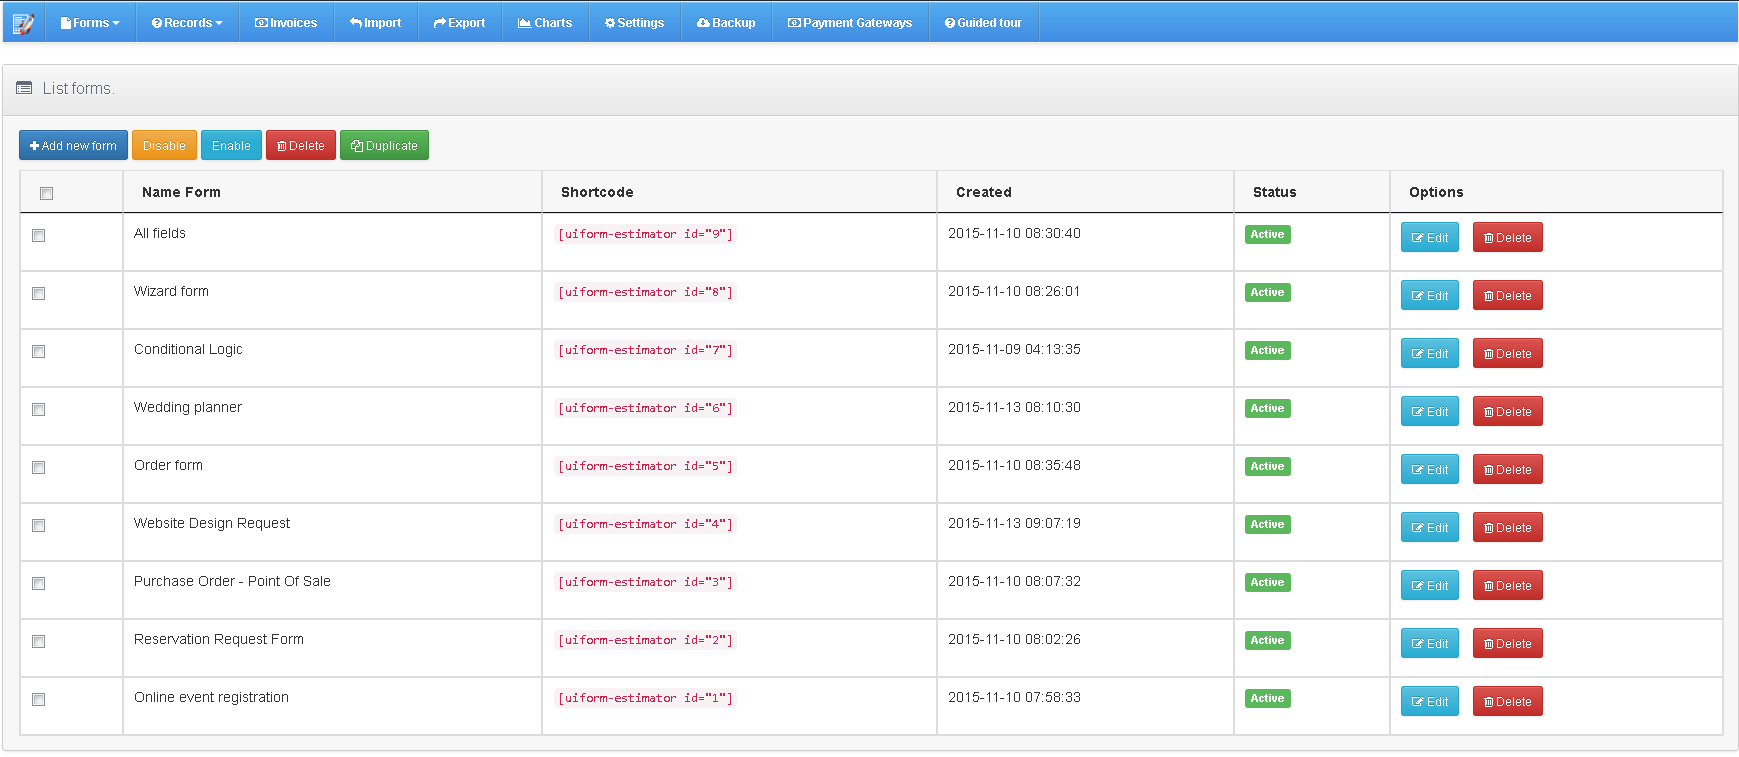 Forms Records Invoices Import Export Charts Settings Backup Payment Gateways Guided tour
List forms.
Add new form Disable Enable Delete Duplicate
Name Form Shortcode Created Status Options
All fields [uiform-estimator id="9"] 2015-11-10 08:30:40 Active Edit Delete
Wizard form [uiform-estimator id="8"] 2015-11-10 08:26:01 Active Edit Delete
Conditional Logic [uiform-estimator id="7"] 2015-11-09 04:13:35 Active Edit Delete
Wedding planner [uiform-estimator id="6"] 2015-11-13 08:10:30 Active Edit Delete
Order form [uiform-estimator id="5"] 2015-11-10 08:35:48 Active Edit Delete
Website Design Request [uiform-estimator id="4"] 2015-11-13 09:07:19 Active Edit Delete
Purchase Order - Point Of Sale [uiform-estimator id="3"] 2015-11-10 08:07:32 Active Edit Delete
Reservation Request Form [uiform-estimator id="2"] 2015-11-10 08:02:26 Active Edit Delete
Online event registration [uiform-estimator id="1"] 2015-11-10 07:58:33 Active Edit Delete